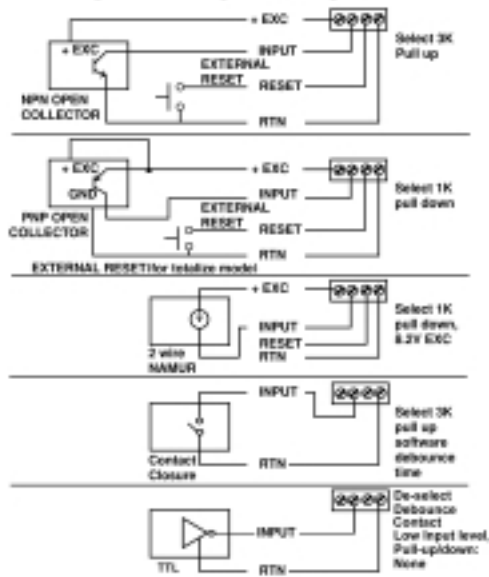 + EXC
+ EXC
INPUT
EXTERNAL
RESET
RESET
RTN
NPN OPEN
COLLECTOR
Select 3K
Pull up
+ EXC
+ EXC
GND
INPUT
EXTERNAL
RESET
RESET
RTN
PNP OPEN
COLLECTOR
Select 1K
pull down
EXTERNAL RESET for totalize model
+ EXC
INPUT
RESET
RTN
2 wire
NAMUR
Select 1K
pull down,
8.2V EXC
INPUT
RTN
Contact
Closure
Select 3K
pull up
software
debounce
time
INPUT
RTN
TTL
De-select
Debounce
Contact
Low Input level,
Pull-up/down:
None